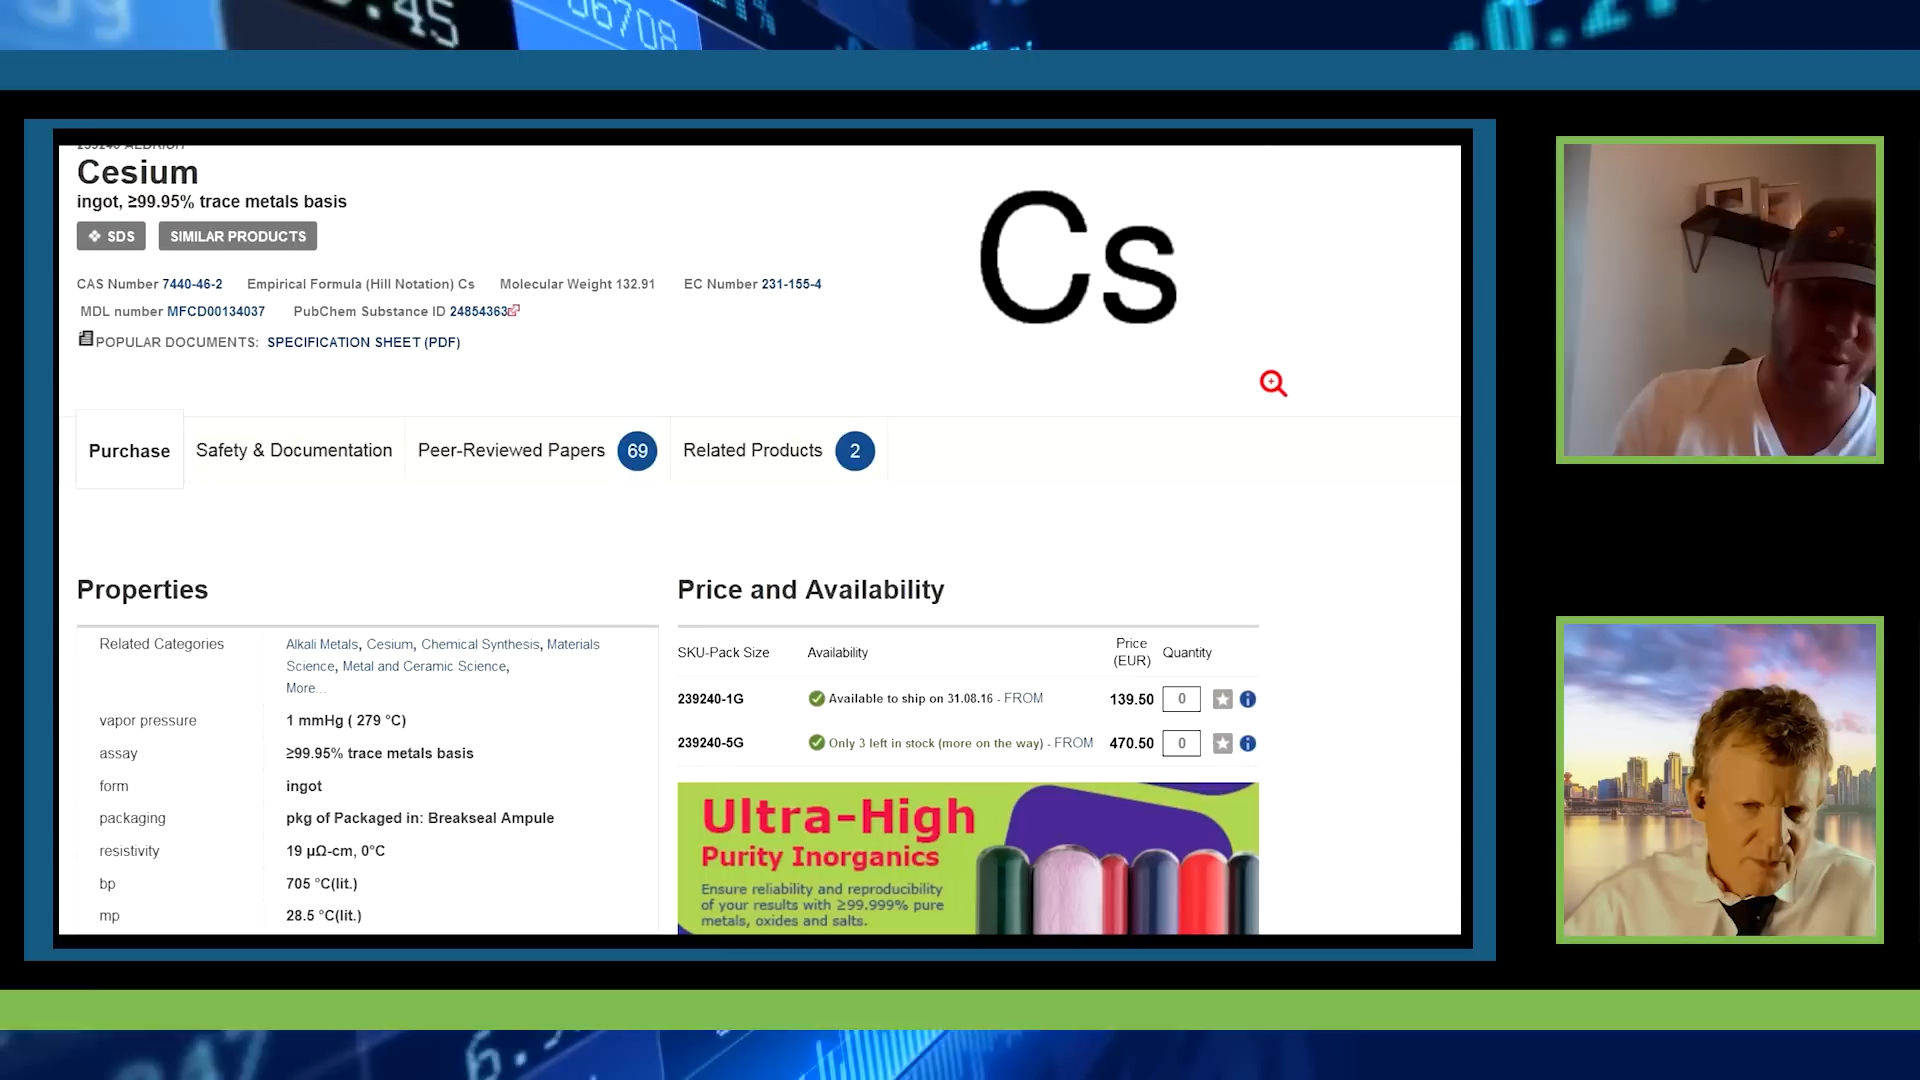 .45
06708
+0.2
239240 ALDRICH
Cesium
ingot, ≥99.95% trace metals basis
SDS SIMILAR PRODUCTS
Cs
CAS Number 7440-46-2 Empirical Formula (Hill Notation) Cs Molecular Weight 132.91 EC Number 231-155-4
MDL number MFCD00134037 PubChem Substance ID 24854363
POPULAR DOCUMENTS: SPECIFICATION SHEET (PDF)
Purchase Safety & Documentation Peer-Reviewed Papers 69 Related Products 2
Properties
Related Categories Alkali Metals, Cesium, Chemical Synthesis, Materials
Science, Metal and Ceramic Science,
More...
vapor pressure 1 mmHg ( 279 °C)
assay ≥99.95% trace metals basis
form ingot
packaging pkg of Packaged in: Breakseal Ampule
resistivity 19 μΩ-cm, 0°C
bp 705 °C(lit.)
mp 28.5 °C(lit.)
Price and Availability
SKU-Pack Size Availability Price (EUR) Quantity
239240-1G Available to ship on 31.08.16 - FROM 139.50 0
239240-5G Only 3 left in stock (more on the way) - FROM 470.50 0
Ultra-High
Purity Inorganics
Ensure reliability and reproducibility
of your results with ≥99.999% pure
metals, oxides and salts.